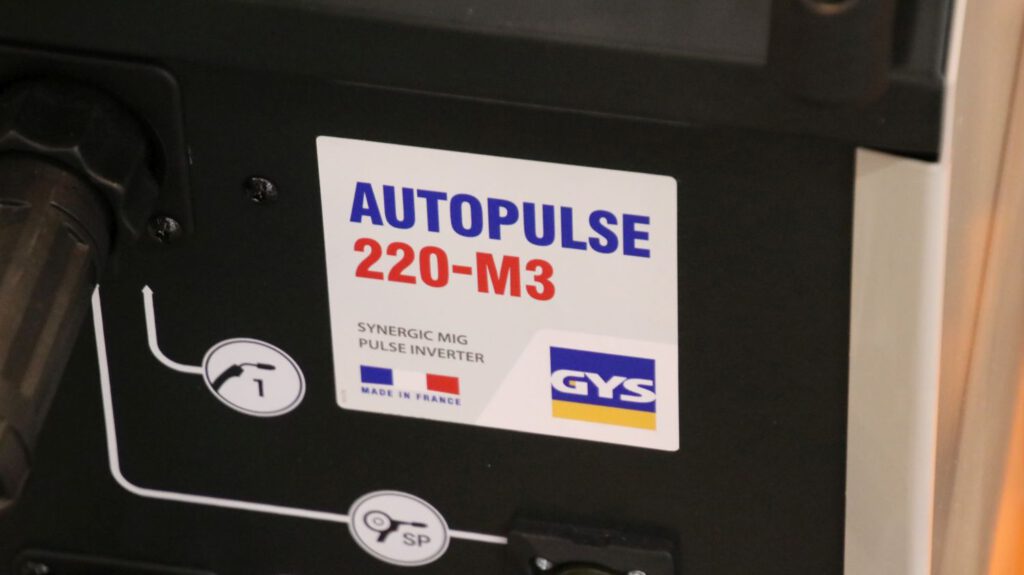 AUTOPULSE
220-M3
SYNERGIC MIG
PULSE INVERTER
MADE IN FRANCE
GYS
1
SP